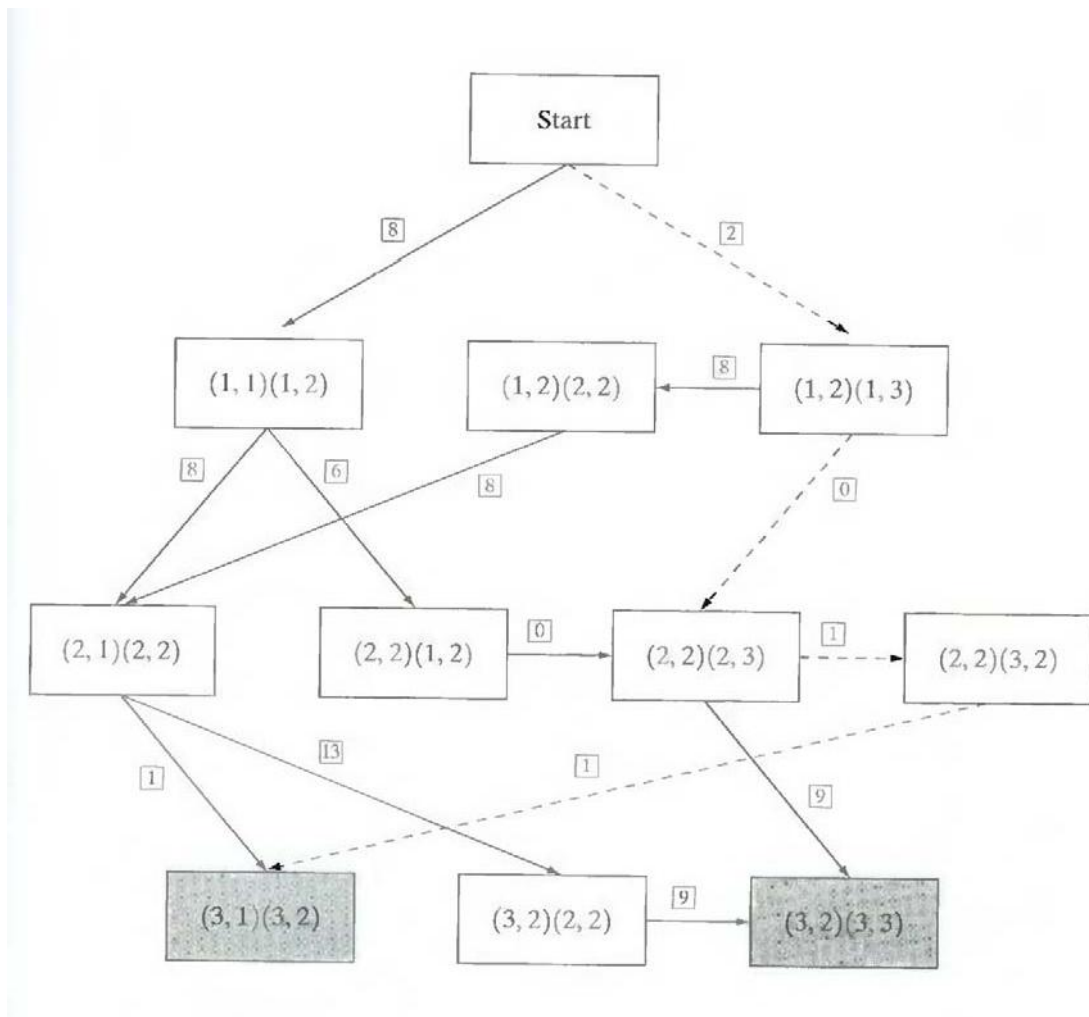 Start
8
2
(1, 1)(1, 2)
(1, 2)(2, 2)
8
(1, 2)(1, 3)
8
6
8
0
(2, 1)(2, 2)
(2, 2)(1, 2)
0
(2, 2)(2, 3)
1
(2, 2)(3, 2)
1
13
1
9
(3, 1)(3, 2)
(3, 2)(2, 2)
9
(3, 2)(3, 3)